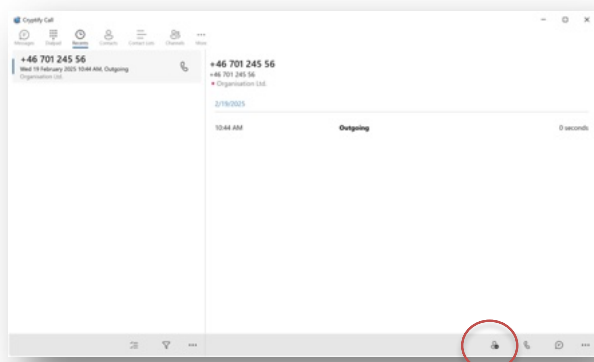 Cryptify Call
Messages Dialpad Recents Contacts Contact Lists Channels More
+46 701 245 56
Wed 19 February 2025 10:44 AM, Outgoing
Organisation Ltd.
+46 701 245 56
+46 701 245 56
Organisation Ltd.
2/19/2025
10:44 AM Outgoing 0 seconds